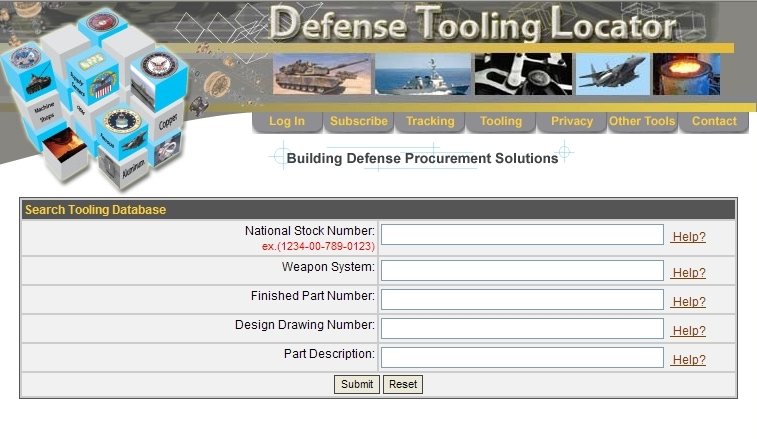 Defense Tooling Locator
Machine
Shops
Copper
Aluminum
Log In
Subscribe
Tracking
Tooling
Privacy
Other Tools
Contact
Building Defense Procurement Solutions
Search Tooling Database
National Stock Number:
ex.(1234-00-789-0123)
Help?
Weapon System:
Help?
Finished Part Number:
Help?
Design Drawing Number:
Help?
Part Description:
Help?
Submit
Reset